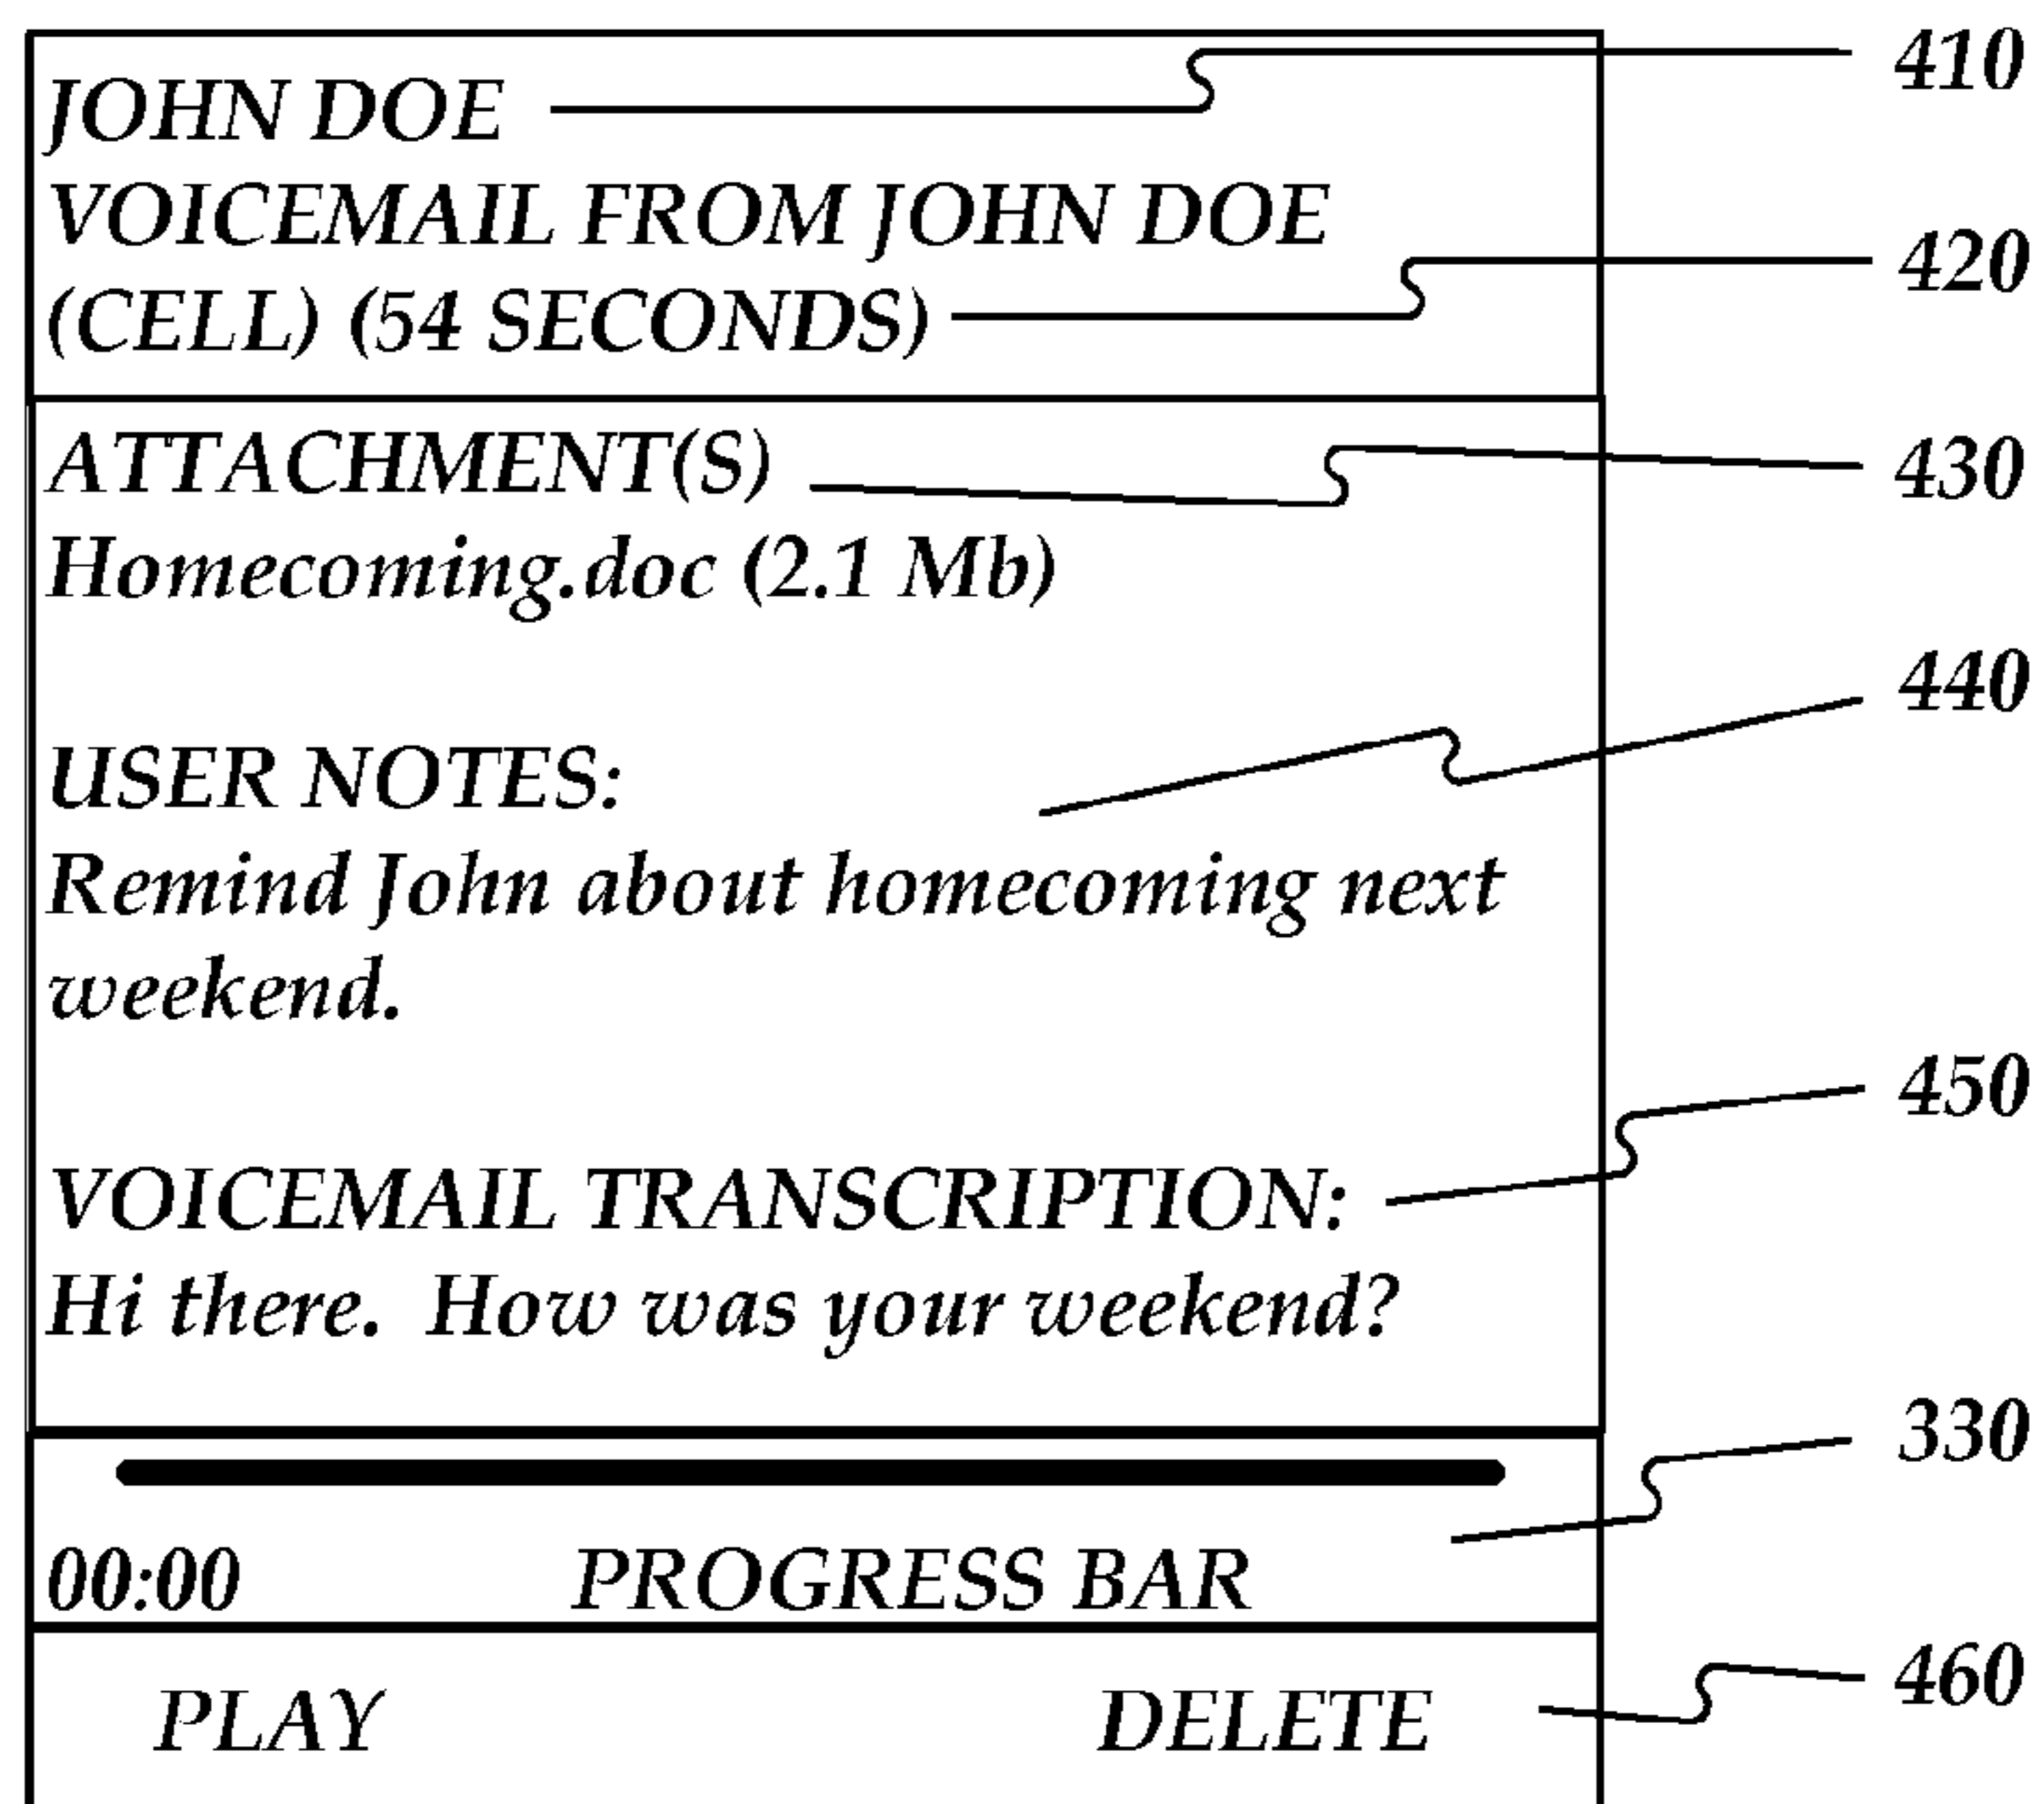 410
JOHN DOE
VOICEMAIL FROM JOHN DOE
420
(CELL) (54 SECONDS)
ATTACHMENT(S)
430
Homecoming.doc (2.1 Mb)
440
USER NOTES:
Remind John about homecoming next
weekend.
450
VOICEMAIL TRANSCRIPTION:
Hi there.  How was your weekend?
330
00:00 PROGRESS BAR
460
PLAY DELETE